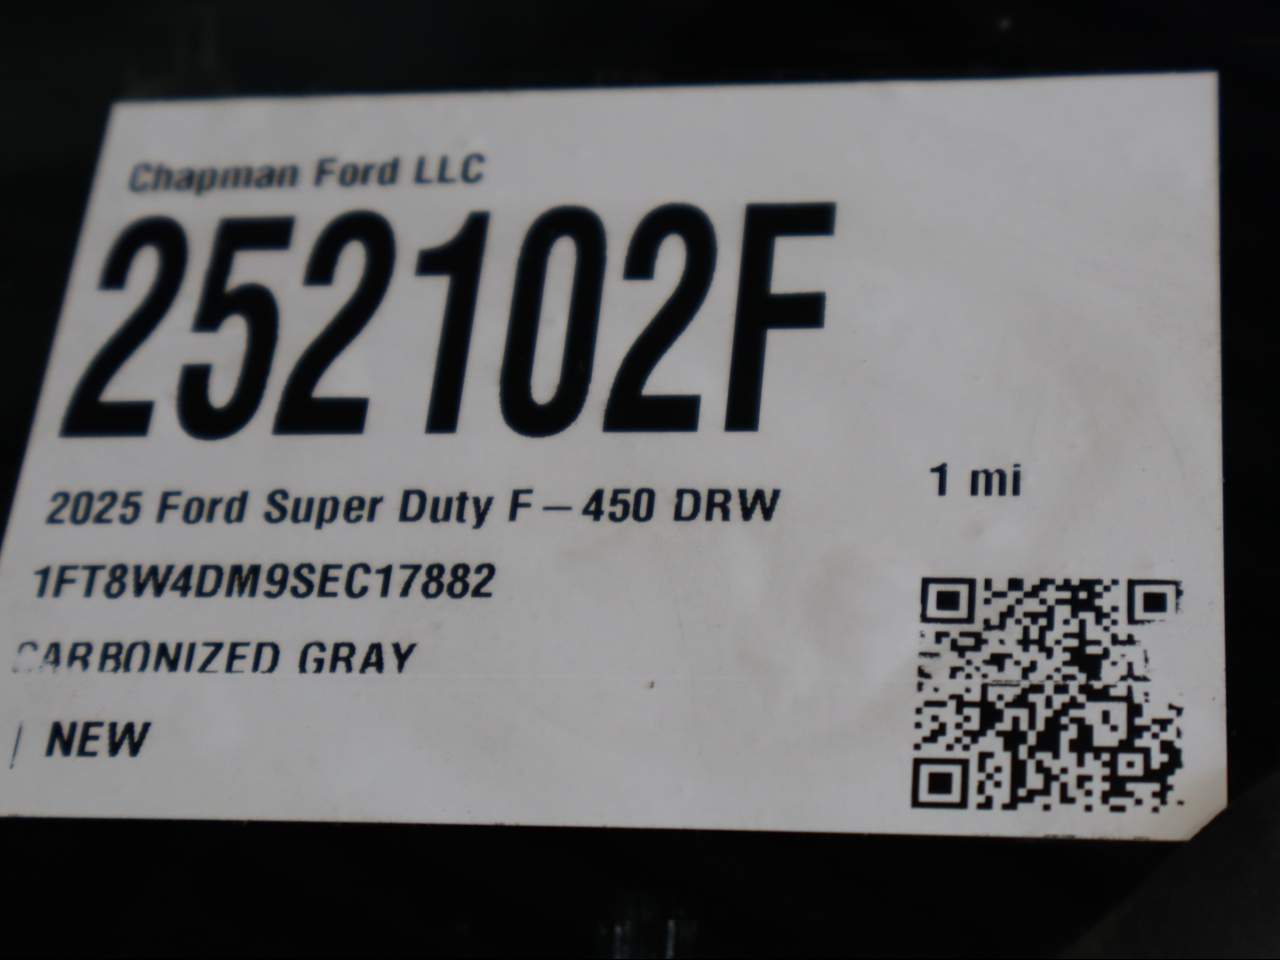 Chapman Ford LLC
252102F
2025 Ford Super Duty F-450 DRW
1 mi
1FT8W4DM9SEC17882
CARBONIZED GRAY
| NEW